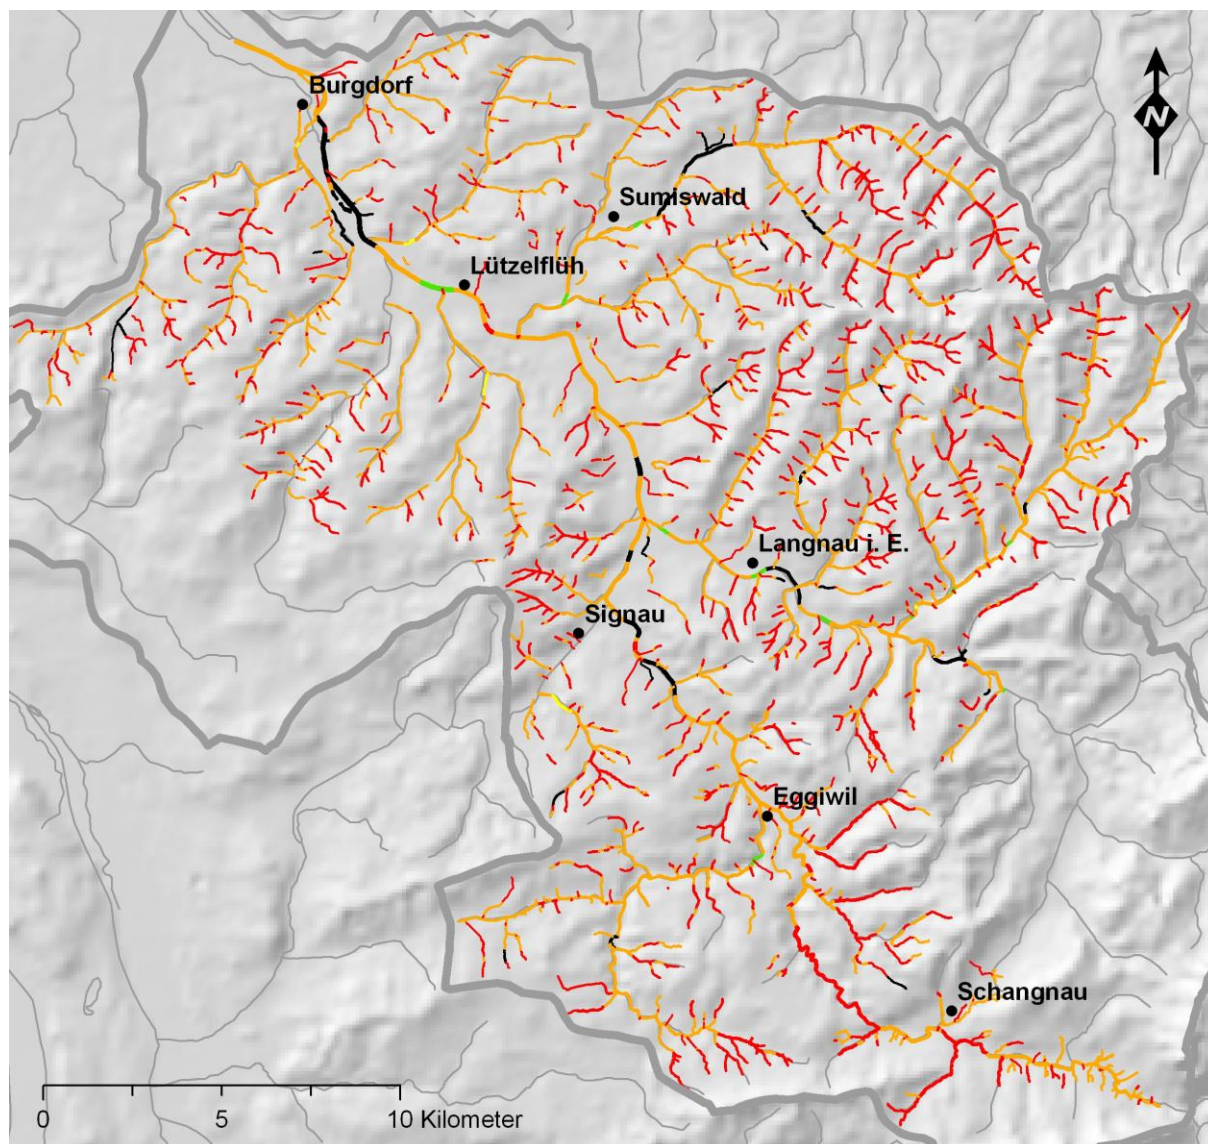 N
Burgdorf
Sumiswald
Lützelflüh
Langnau i. E.
Signau
Eggiwil
Schangnau
0 5 10 Kilometer